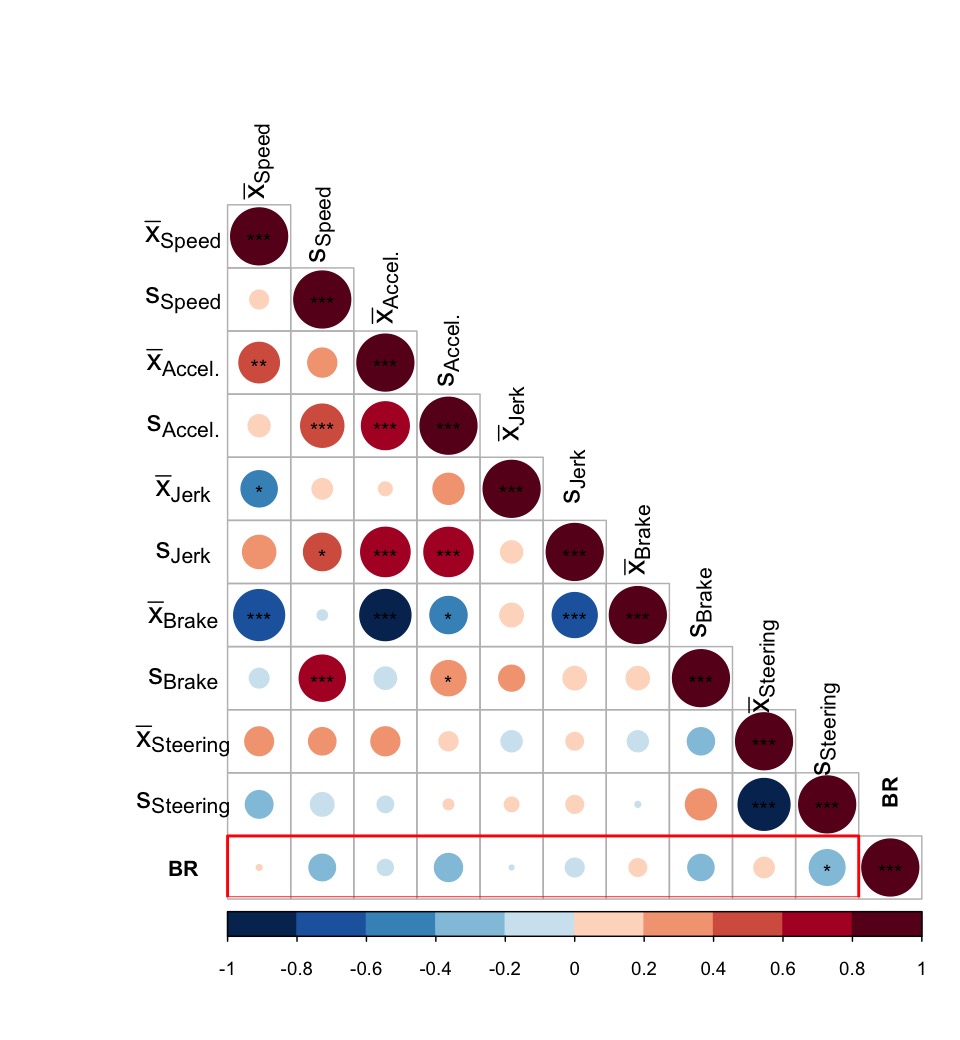 x̅Speed
sSpeed
x̅Accel.
sAccel.
x̅Jerk
sJerk
x̅Brake
sBrake
x̅Steering
sSteering
BR
x̅Speed ***
sSpeed ***
x̅Accel. ** ***
sAccel. *** *** ***
x̅Jerk * ***
sJerk * *** *** ***
x̅Brake *** *** * *** ***
sBrake *** * ***
x̅Steering ***
sSteering *** ***
BR * ***
-1 -0.8 -0.6 -0.4 -0.2 0 0.2 0.4 0.6 0.8 1